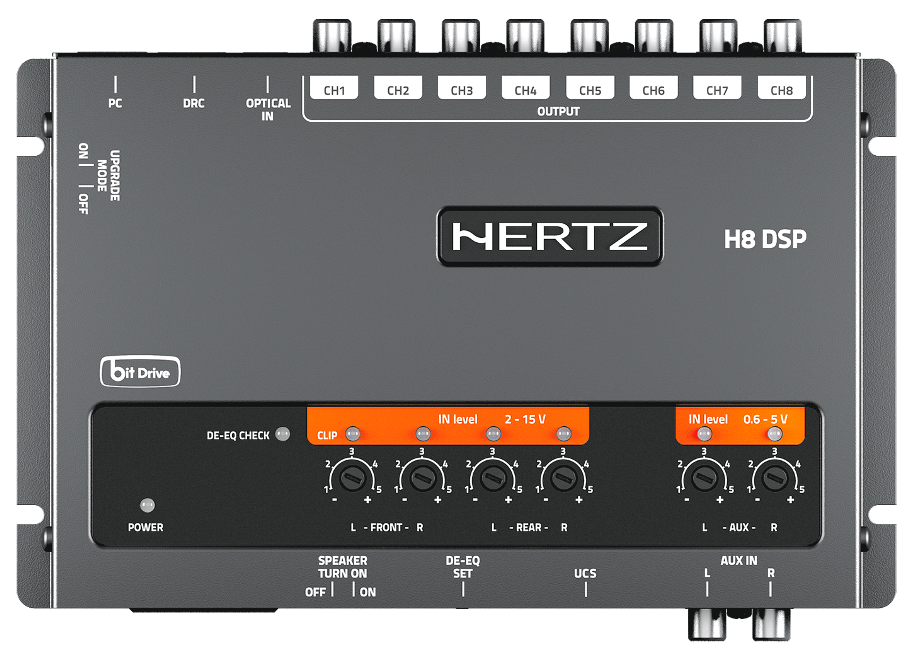 CH1 CH2 CH3 CH4 CH5 CH6 CH7 CH8
PC DRC OPTICAL
IN
OUTPUT
UPGRADE
MODE
ON OFF
HERTZ
H8 DSP
bit Drive
IN level 2 - 15 V
IN level 0.6 - 5 V
DE-EQ CHECK
CLIP
1 2 3 4 5 - +
1 2 3 4 5 - +
1 2 3 4 5 - +
1 2 3 4 5 - +
1 2 3 4 5 - +
1 2 3 4 5 - +
POWER
L - FRONT - R
L - REAR - R
L - AUX - R
SPEAKER
TURN ON
OFF ON
DE-EQ
SET
UCS
AUX IN
L R